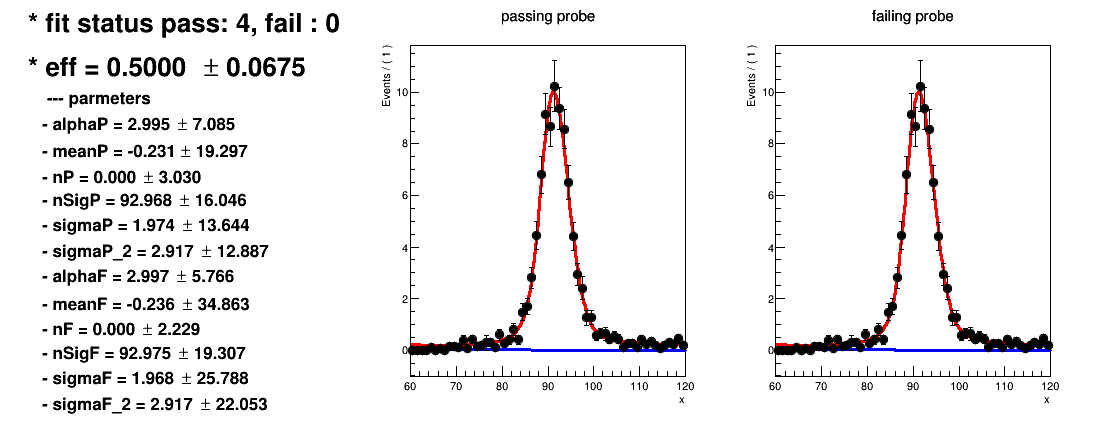 * fit status pass: 4, fail : 0
* eff = 0.5000 ± 0.0675
--- parmeters
- alphaP = 2.995 ± 7.085
- meanP = -0.231 ± 19.297
- nP = 0.000 ± 3.030
- nSigP = 92.968 ± 16.046
- sigmaP = 1.974 ± 13.644
- sigmaP_2 = 2.917 ± 12.887
- alphaF = 2.997 ± 5.766
- meanF = -0.236 ± 34.863
- nF = 0.000 ± 2.229
- nSigF = 92.975 ± 19.307
- sigmaF = 1.968 ± 25.788
- sigmaF_2 = 2.917 ± 22.053
passing probe
Events / ( 1 )
10
8
6
4
2
0
60 70 80 90 100 110 120
x
failing probe
Events / ( 1 )
10
8
6
4
2
0
60 70 80 90 100 110 120
x